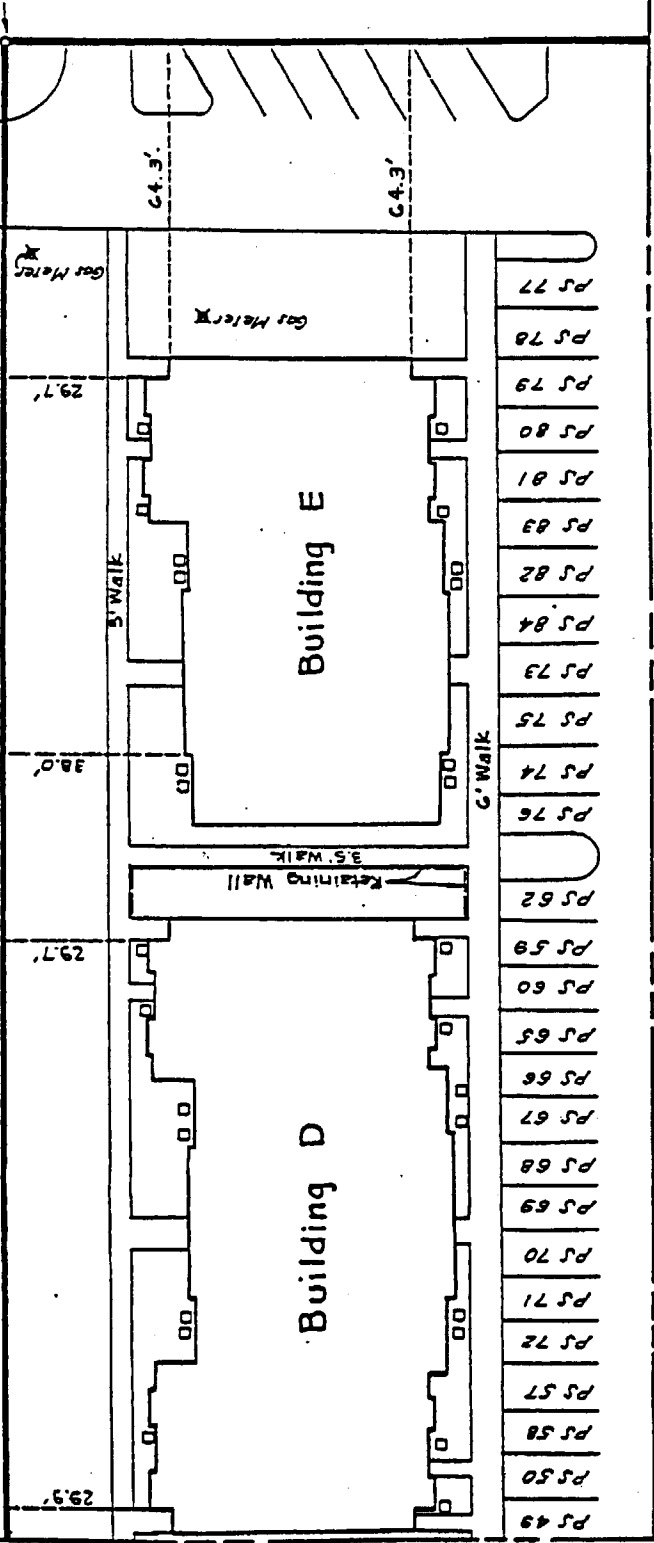 64.3'
64.3'
Gas Meter
Gas Meter
PS 77
PS 78
29.7'
PS 79
PS 80
PS 81
Building E
PS 83
5' Walk
PS 82
PS 84
PS 73
PS 75
38.0'
6' Walk
PS 74
PS 76
3.5' Walk
Retaining Wall
PS 62
29.7'
PS 59
PS 60
PS 65
PS 66
PS 67
Building D
PS 68
PS 69
PS 70
PS 71
PS 72
PS 57
PS 58
PS 50
29.9'
PS 49